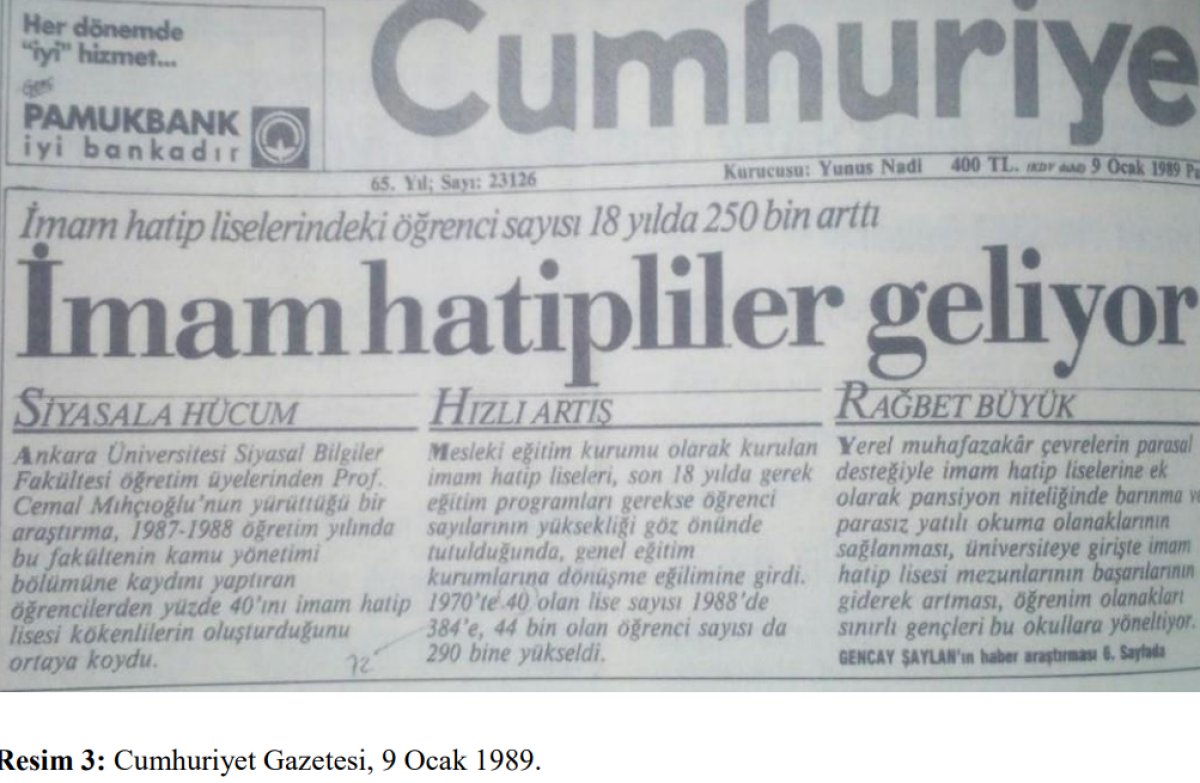 Her dönemde
"iyi" hizmet...
PAMUKBANK
iyi bankadır
Cumhuriye
65. Yıl; Sayı: 23126
Kurucusu: Yunus Nadi
400 TL. (KDV dahil) 9 Ocak 1989 Pa
İmam hatip liselerindeki öğrenci sayısı 18 yılda 250 bin arttı
İmam hatipliler geliyor
SİYASALA HÜCUM
Ankara Üniversitesi Siyasal Bilgiler
Fakültesi öğretim üyelerinden Prof.
Cemal Mıhçıoğlu'nun yürüttüğü bir
araştırma, 1987-1988 öğretim yılında
bu fakültenin kamu yönetimi
bölümüne kaydını yaptıran
öğrencilerden yüzde 40'ını imam hatip
lisesi kökenlilerin oluşturduğunu
ortaya koydu.
72
HIZLI ARTIŞ
Mesleki eğitim kurumu olarak kurulan
imam hatip liseleri, son 18 yılda gerek
eğitim programları gerekse öğrenci
sayılarının yüksekliği göz önünde
tutulduğunda, genel eğitim
kurumlarına dönüşme eğilimine girdi.
1970'te 40 olan lise sayısı 1988'de
384'e, 44 bin olan öğrenci sayısı da
290 bine yükseldi.
RAĞBET BÜYÜK
Yerel muhafazakâr çevrelerin parasal
desteğiyle imam hatip liselerine ek
olarak pansiyon niteliğinde barınma v
parasız yatılı okuma olanaklarının
sağlanması, üniversiteye girişte imam
hatip lisesi mezunlarının başarılarının
giderek artması, öğrenim olanakları
sınırlı gençleri bu okullara yöneltiyor.
GENCAY ŞAYLAN'ın haber araştırması 6. Sayfada
Resim 3: Cumhuriyet Gazetesi, 9 Ocak 1989.